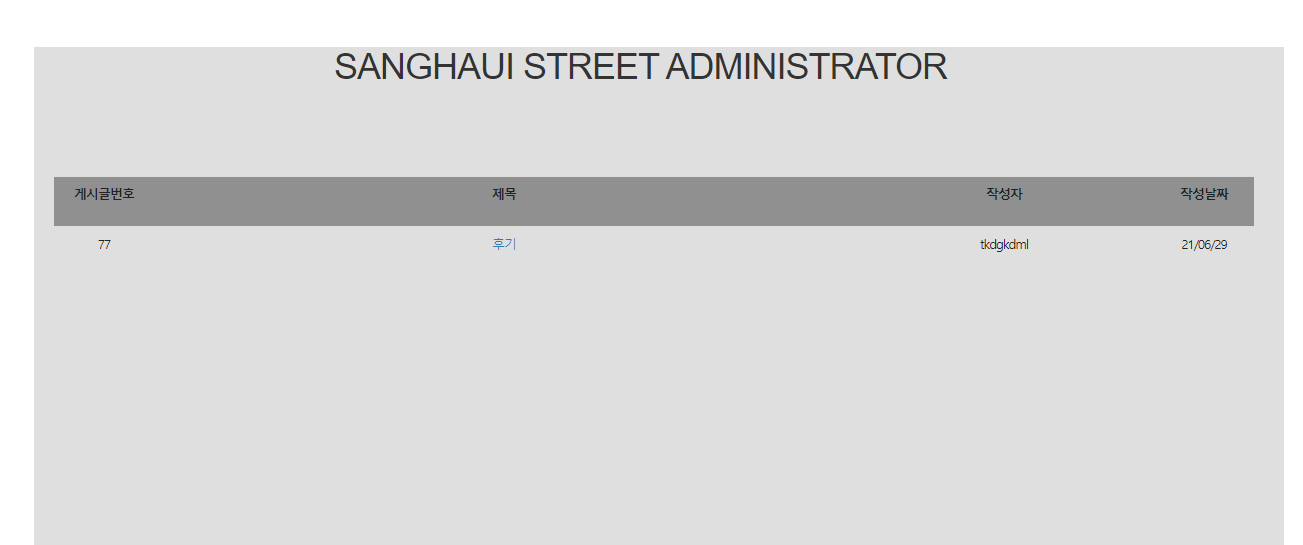 SANGHAUI STREET ADMINISTRATOR
게시글번호 제목 작성자 작성날짜
77 후기 tkdgkdml 21/06/29